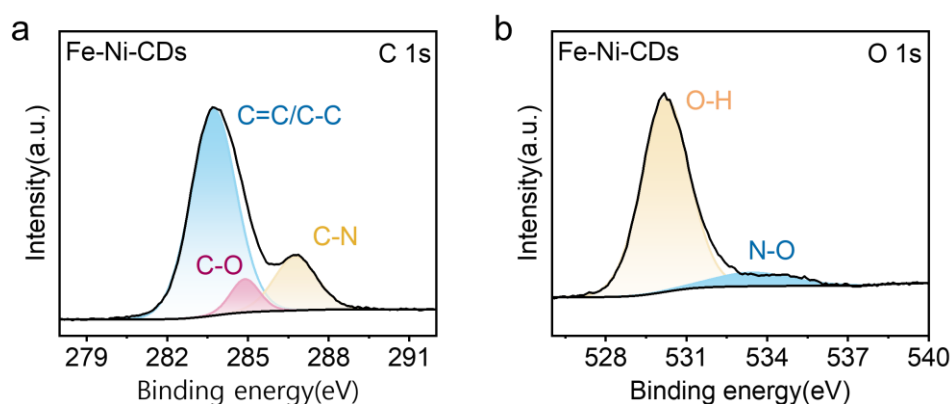 a
Fe-Ni-CDs
C 1s
C=C/C-C
C-N
C-O
Intensity(a.u.)
279 282 285 288 291
Binding energy(eV)
b
Fe-Ni-CDs
O 1s
O-H
N-O
Intensity(a.u.)
528 531 534 537 540
Binding energy(eV)